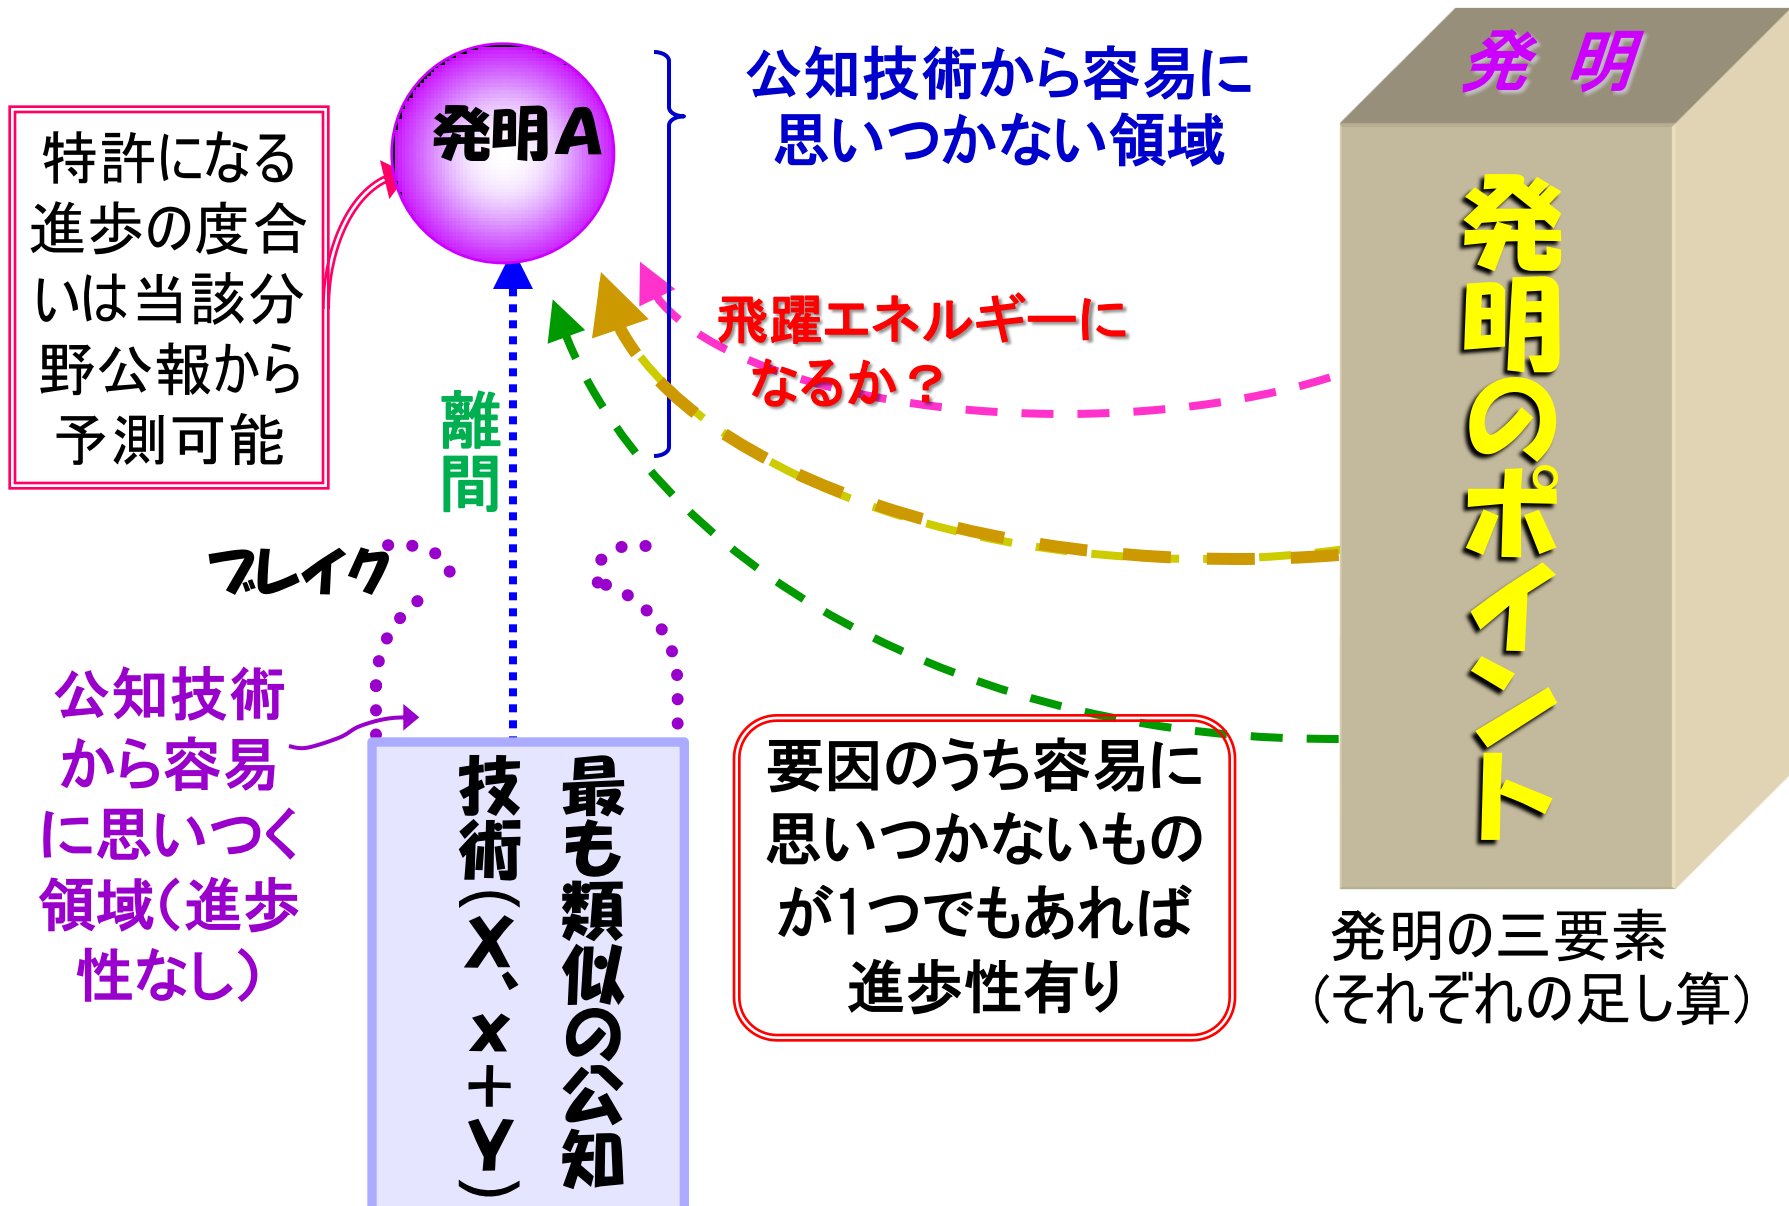 発明
発明のポイント
発明A
公知技術から容易に
思いつかない領域
特許になる
進歩の度合
いは当該分
野公報から
予測可能
飛躍エネルギーに
なるか？
離間
ブレイク
公知技術
から容易
に思いつく
領域(進歩
性なし)
最も類似の公知
技術(X、x＋Y)
要因のうち容易に
思いつかないもの
が1つでもあれば
進歩性有り
発明の三要素
(それぞれの足し算)